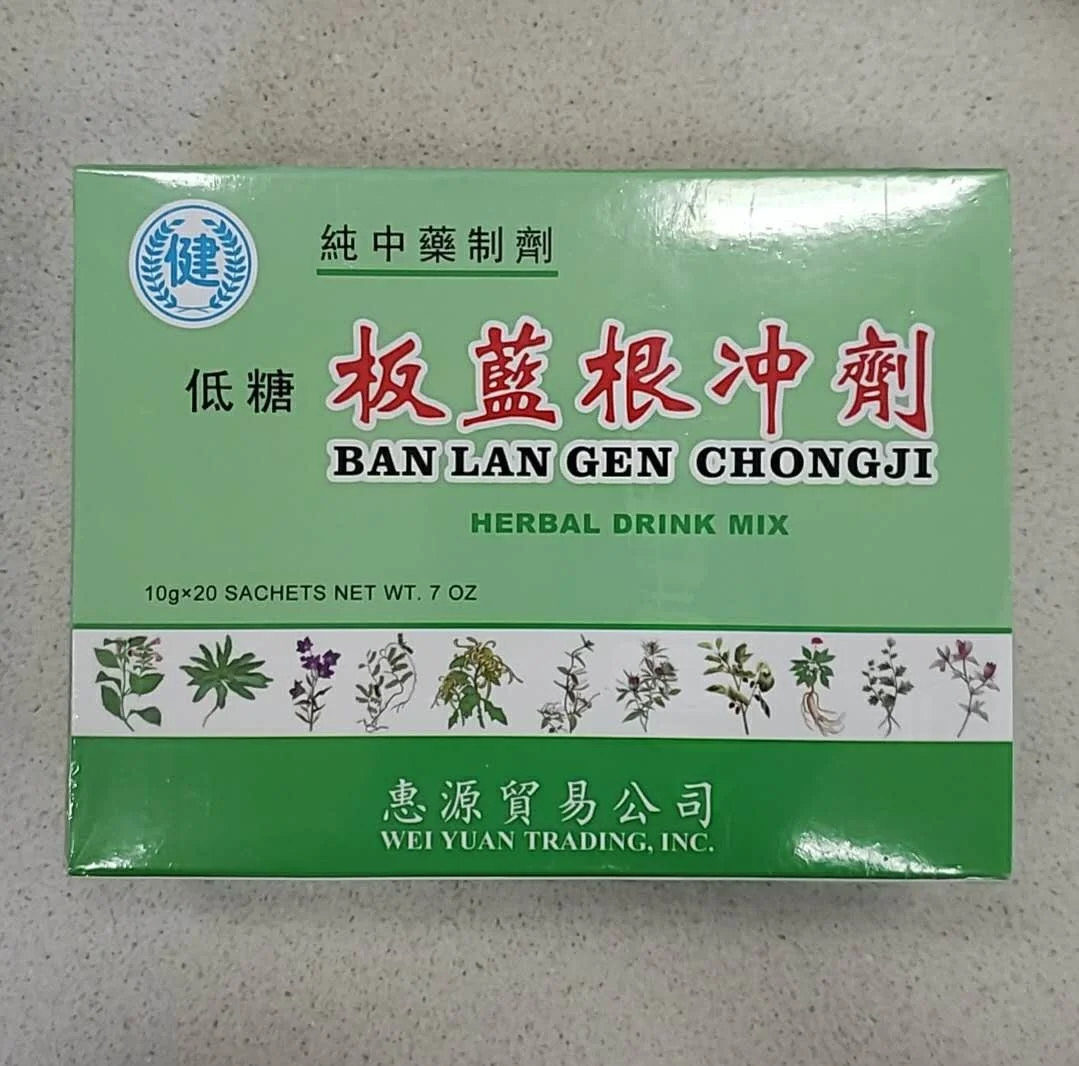 健
純中藥制劑
低糖 板藍根冲劑
BAN LAN GEN CHONGJI
HERBAL DRINK MIX
10g×20 SACHETS NET WT. 7 OZ
惠源貿易公司
WEI YUAN TRADING, INC.